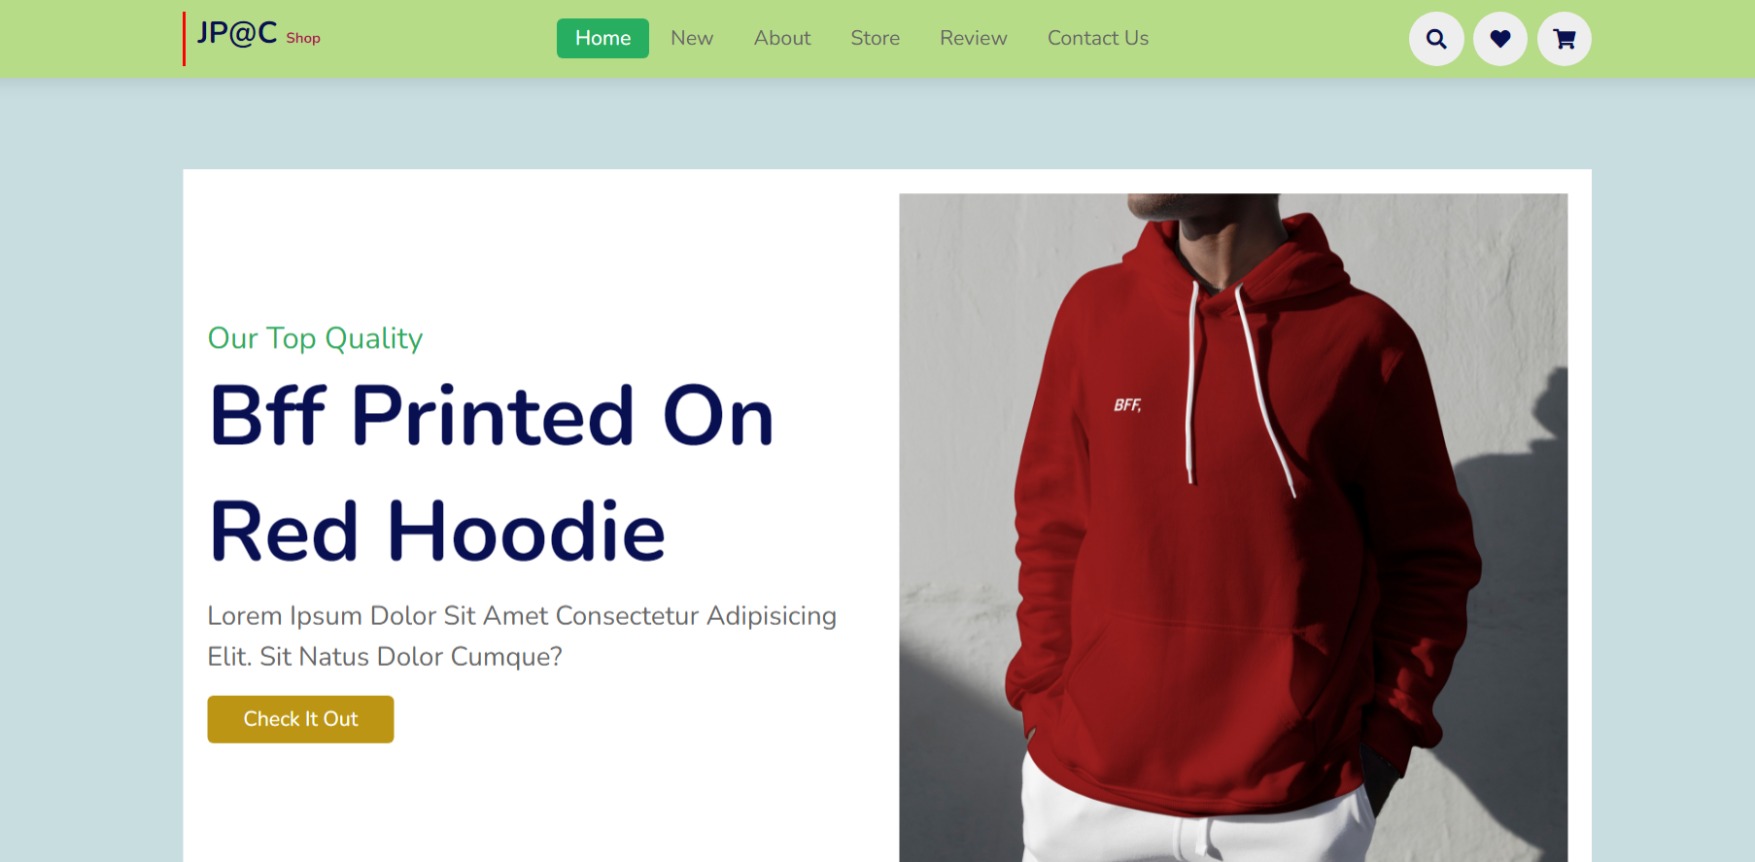 JP@C Shop
Home New About Store Review Contact Us
Our Top Quality
Bff Printed On
Red Hoodie
Lorem Ipsum Dolor Sit Amet Consectetur Adipisicing
Elit. Sit Natus Dolor Cumque?
Check It Out
BFF,